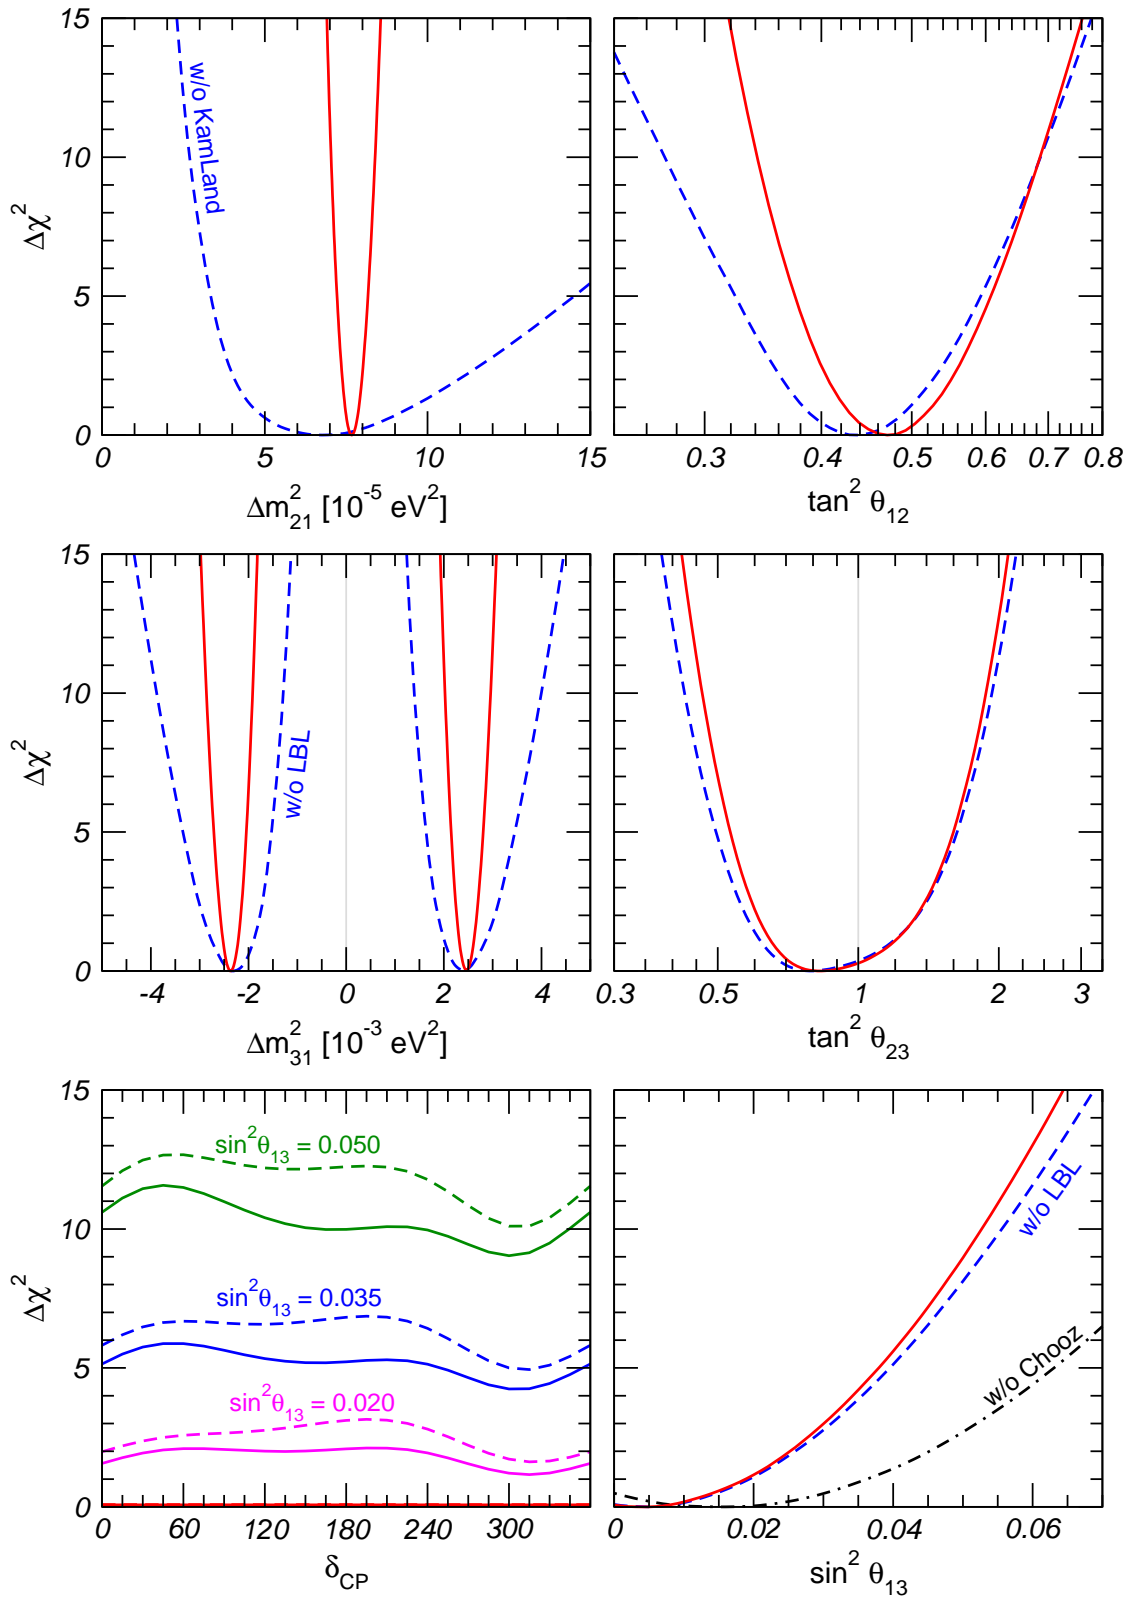 15
10
5
0
Δχ²
w/o KamLand
0 5 10 15
Δm²₂₁ [10⁻⁵ eV²]
0.3 0.4 0.5 0.6 0.7 0.8
tan² θ₁₂
15
10
5
0
Δχ²
w/o LBL
-4 -2 0 2 4
Δm²₃₁ [10⁻³ eV²]
0.3 0.5 1 2 3
tan² θ₂₃
15
10
5
0
Δχ²
sin²θ₁₃ = 0.050
sin²θ₁₃ = 0.035
sin²θ₁₃ = 0.020
0 60 120 180 240 300
δCP
w/o LBL
w/o Chooz
0 0.02 0.04 0.06
sin² θ₁₃